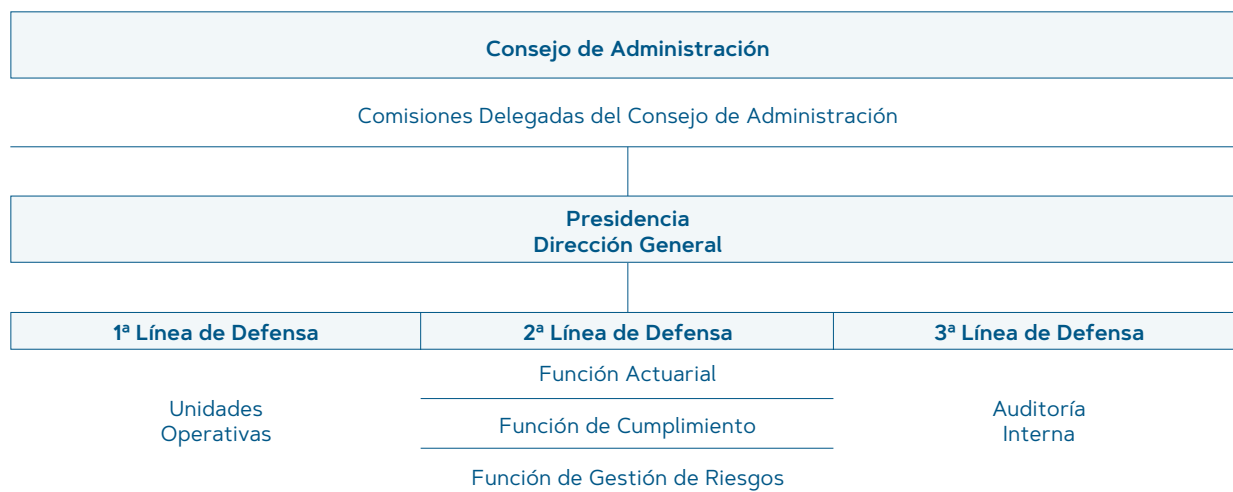 Consejo de Administración
Comisiones Delegadas del Consejo de Administración
Presidencia
Dirección General
1ª Línea de Defensa
2ª Línea de Defensa
3ª Línea de Defensa
Unidades
Operativas
Función Actuarial
Función de Cumplimiento
Función de Gestión de Riesgos
Auditoría
Interna